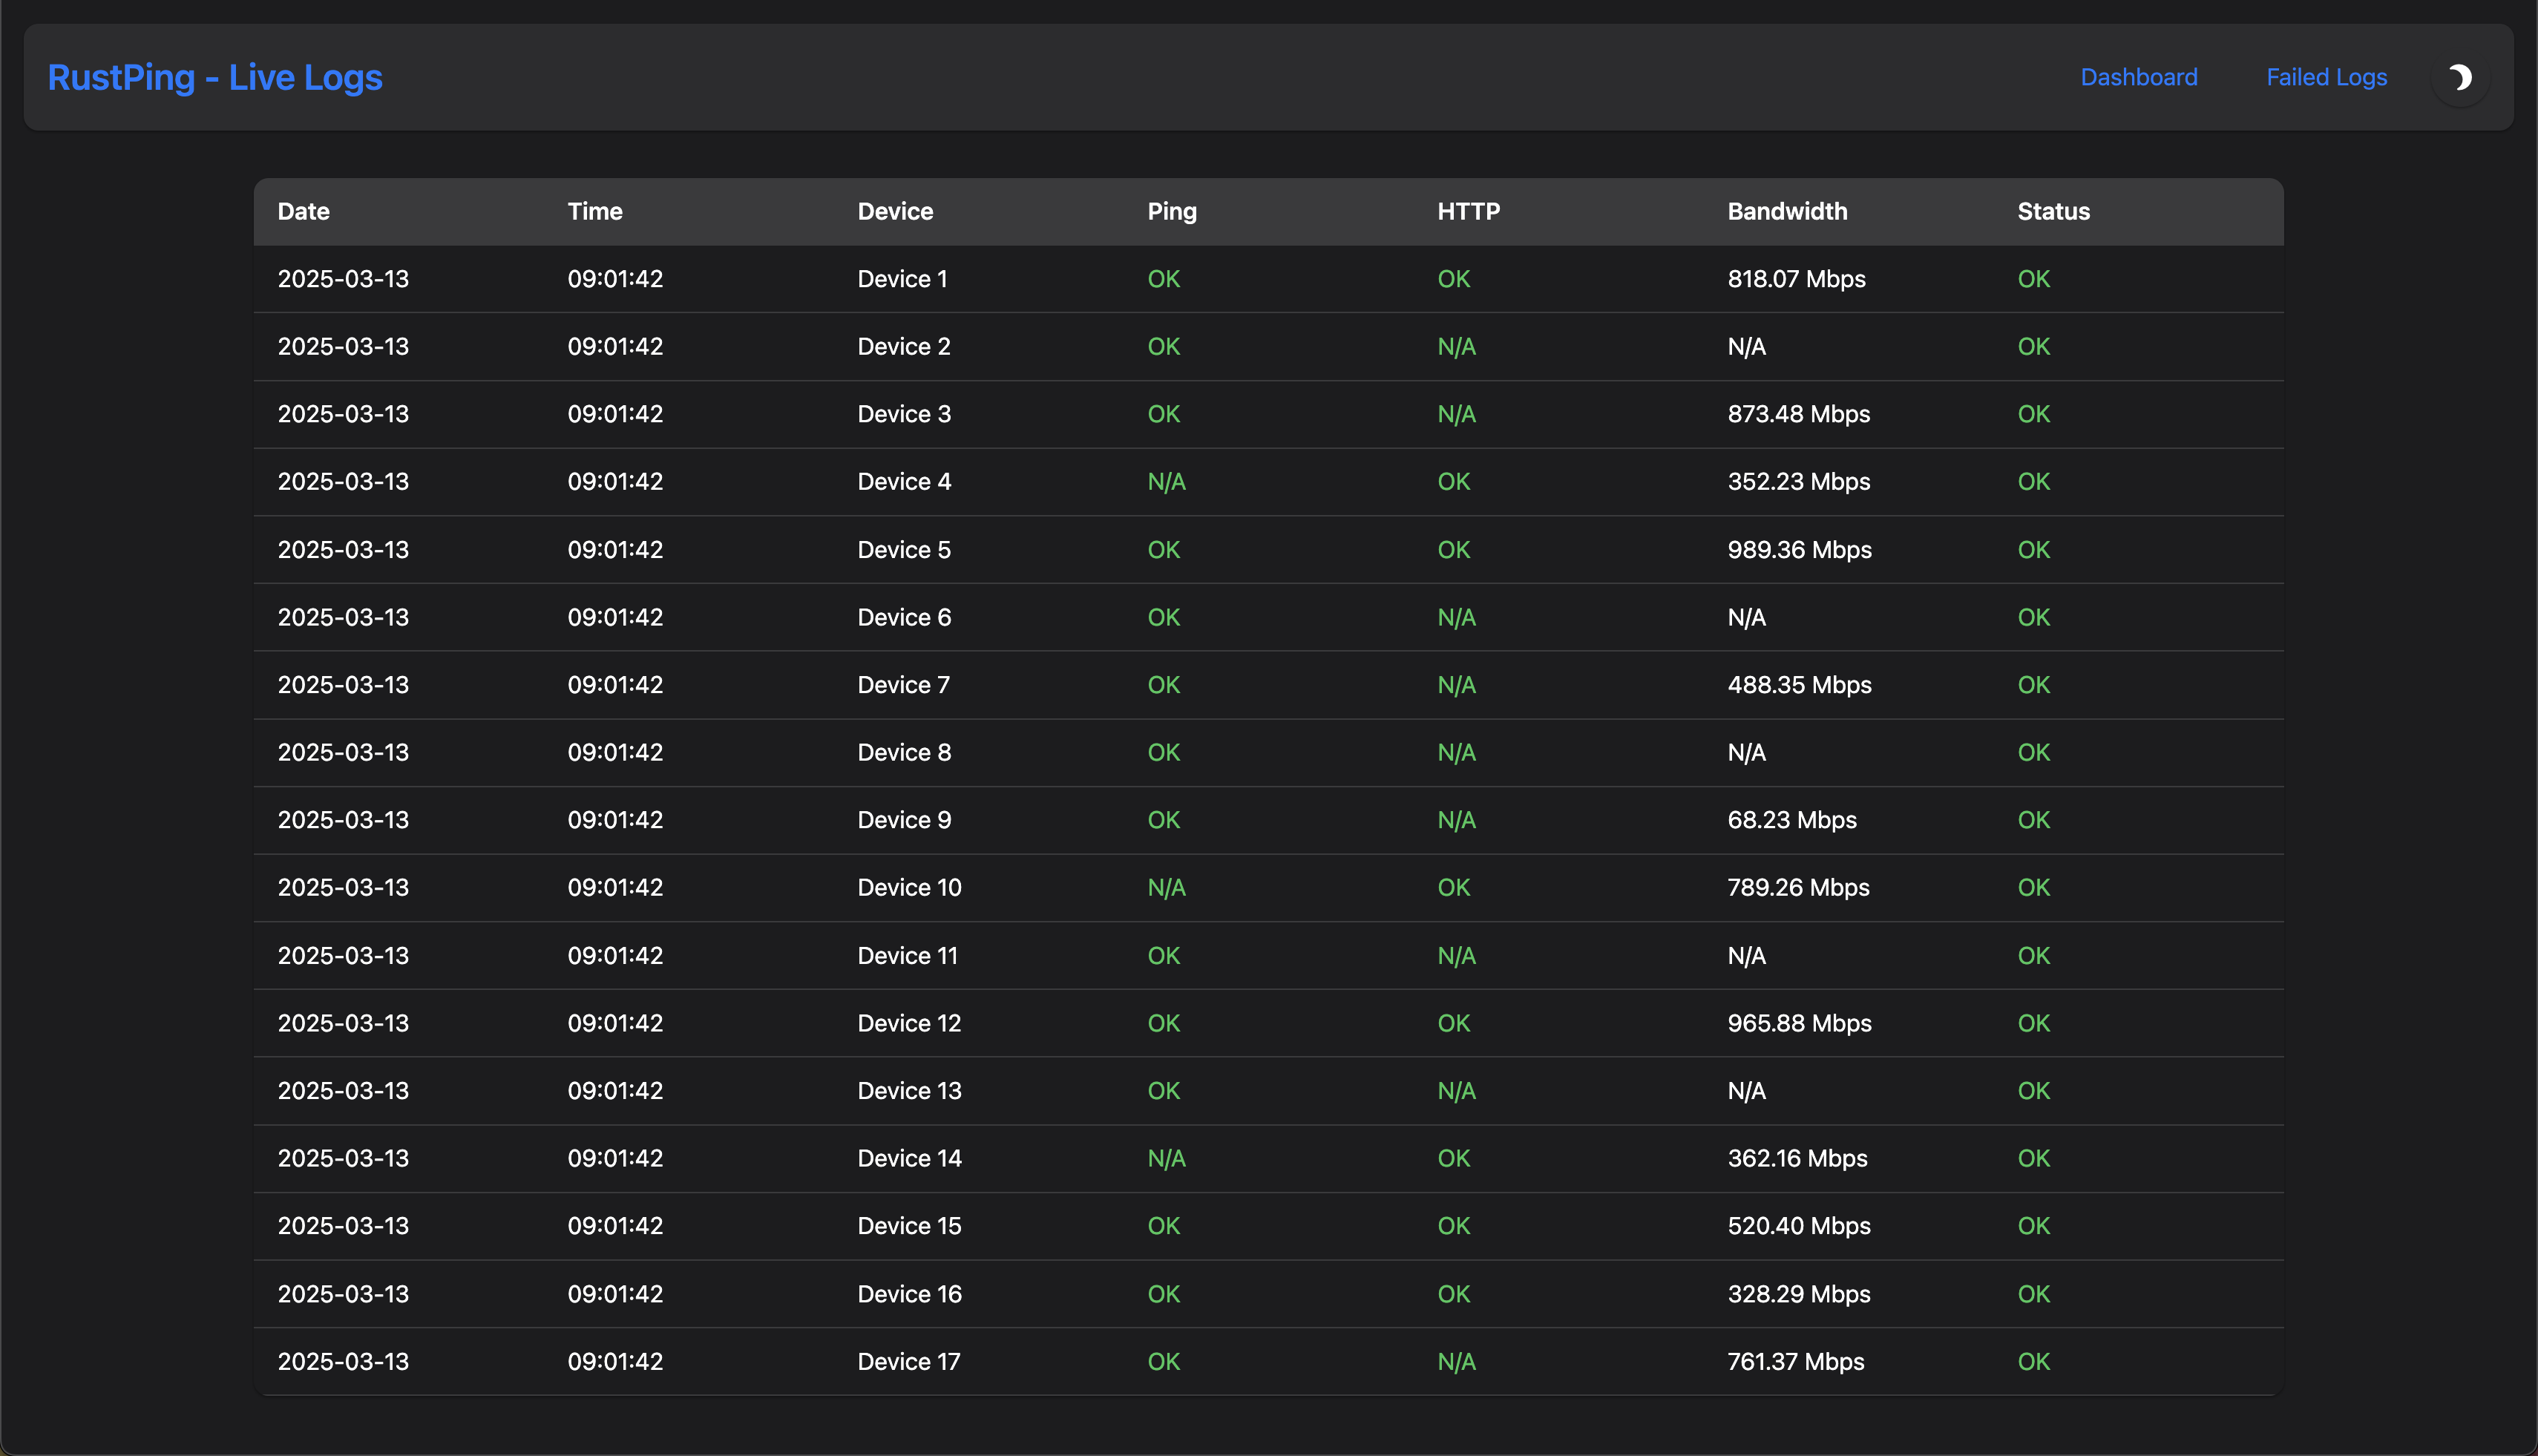 RustPing - Live Logs Dashboard Failed Logs
Date Time Device Ping HTTP Bandwidth Status
2025-03-13 09:01:42 Device 1 OK OK 818.07 Mbps OK
2025-03-13 09:01:42 Device 2 OK N/A N/A OK
2025-03-13 09:01:42 Device 3 OK N/A 873.48 Mbps OK
2025-03-13 09:01:42 Device 4 N/A OK 352.23 Mbps OK
2025-03-13 09:01:42 Device 5 OK OK 989.36 Mbps OK
2025-03-13 09:01:42 Device 6 OK N/A N/A OK
2025-03-13 09:01:42 Device 7 OK N/A 488.35 Mbps OK
2025-03-13 09:01:42 Device 8 OK N/A N/A OK
2025-03-13 09:01:42 Device 9 OK N/A 68.23 Mbps OK
2025-03-13 09:01:42 Device 10 N/A OK 789.26 Mbps OK
2025-03-13 09:01:42 Device 11 OK N/A N/A OK
2025-03-13 09:01:42 Device 12 OK OK 965.88 Mbps OK
2025-03-13 09:01:42 Device 13 OK N/A N/A OK
2025-03-13 09:01:42 Device 14 N/A OK 362.16 Mbps OK
2025-03-13 09:01:42 Device 15 OK OK 520.40 Mbps OK
2025-03-13 09:01:42 Device 16 OK OK 328.29 Mbps OK
2025-03-13 09:01:42 Device 17 OK N/A 761.37 Mbps OK